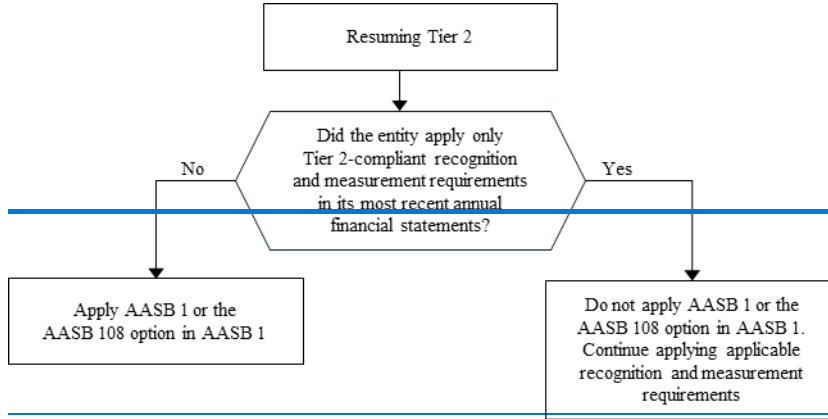 Resuming Tier 2
Did the entity apply only
Tier 2-compliant recognition
and measurement requirements
in its most recent annual
financial statements?
No
Yes
Apply AASB 1 or the
AASB 108 option in AASB 1
Do not apply AASB 1 or the
AASB 108 option in AASB 1.
Continue applying applicable
recognition and measurement
requirements